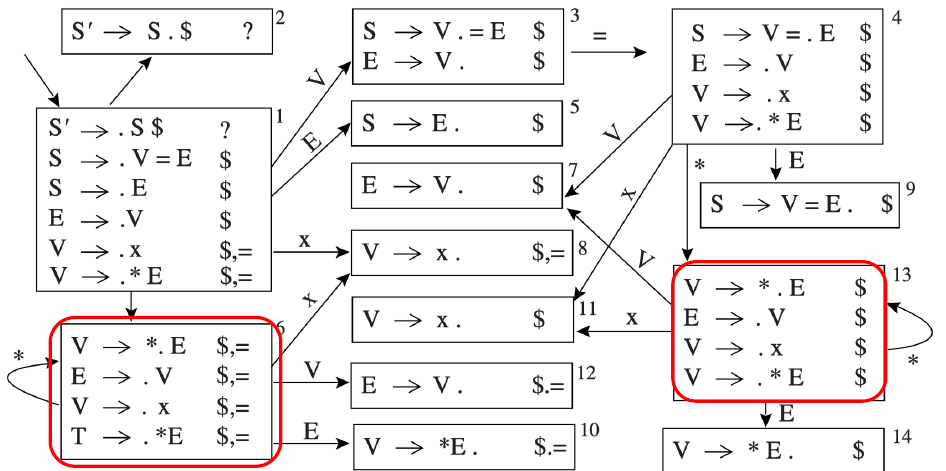 2
S′ → S . $ ?
3
S → V . = E $
E → V . $
=
4
S → V = . E $
E → . V $
V → . x $
V → . * E $
1
S′ → . S $ ?
S → . V = E $
S → . E $
E → . V $
V → . x $,=
V → . * E $,=
V
E
5
S → E . $
V
x
*
E
7
E → V . $
9
S → V = E . $
x
8
V → x . $,=
x
V
11
V → x . $
x
13
V → * . E $
E → . V $
V → . x $
V → . * E $
*
6
V → *. E $,=
E → . V $,=
V → . x $,=
T → . *E $,=
*
V
12
E → V . $.=
E
10
V → *E . $.=
E
14
V → * E . $